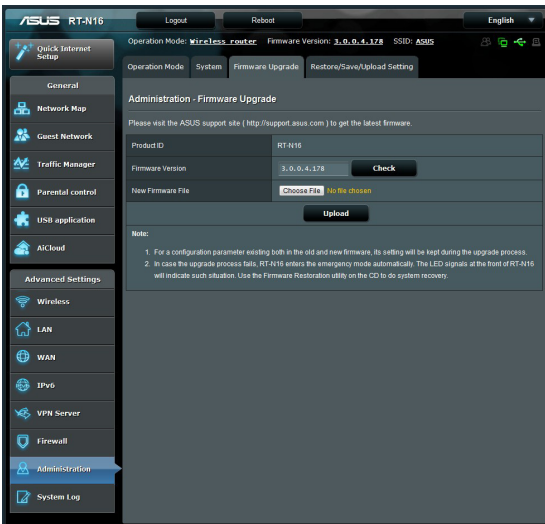 ASUS RT-N16
Logout Reboot English
Operation Mode: Wireless router Firmware Version: 3.0.0.4.178 SSID: ASUS
Quick Internet
Setup
General
Network Map
Guest Network
Traffic Manager
Parental control
USB application
AiCloud
Advanced Settings
Wireless
LAN
WAN
IPv6
VPN Server
Firewall
Administration
System Log
Operation Mode System Firmware Upgrade Restore/Save/Upload Setting
Administration - Firmware Upgrade
Please visit the ASUS support site ( http://support.asus.com ) to get the latest firmware.
Product ID RT-N16
Firmware Version 3.0.0.4.178 Check
New Firmware File Choose File No file chosen
Upload
Note:
1. For a configuration parameter existing both in the old and new firmware, its setting will be kept during the upgrade process.
2. In case the upgrade process fails, RT-N16 enters the emergency mode automatically. The LED signals at the front of RT-N16
will indicate such situation. Use the Firmware Restoration utility on the CD to do system recovery.